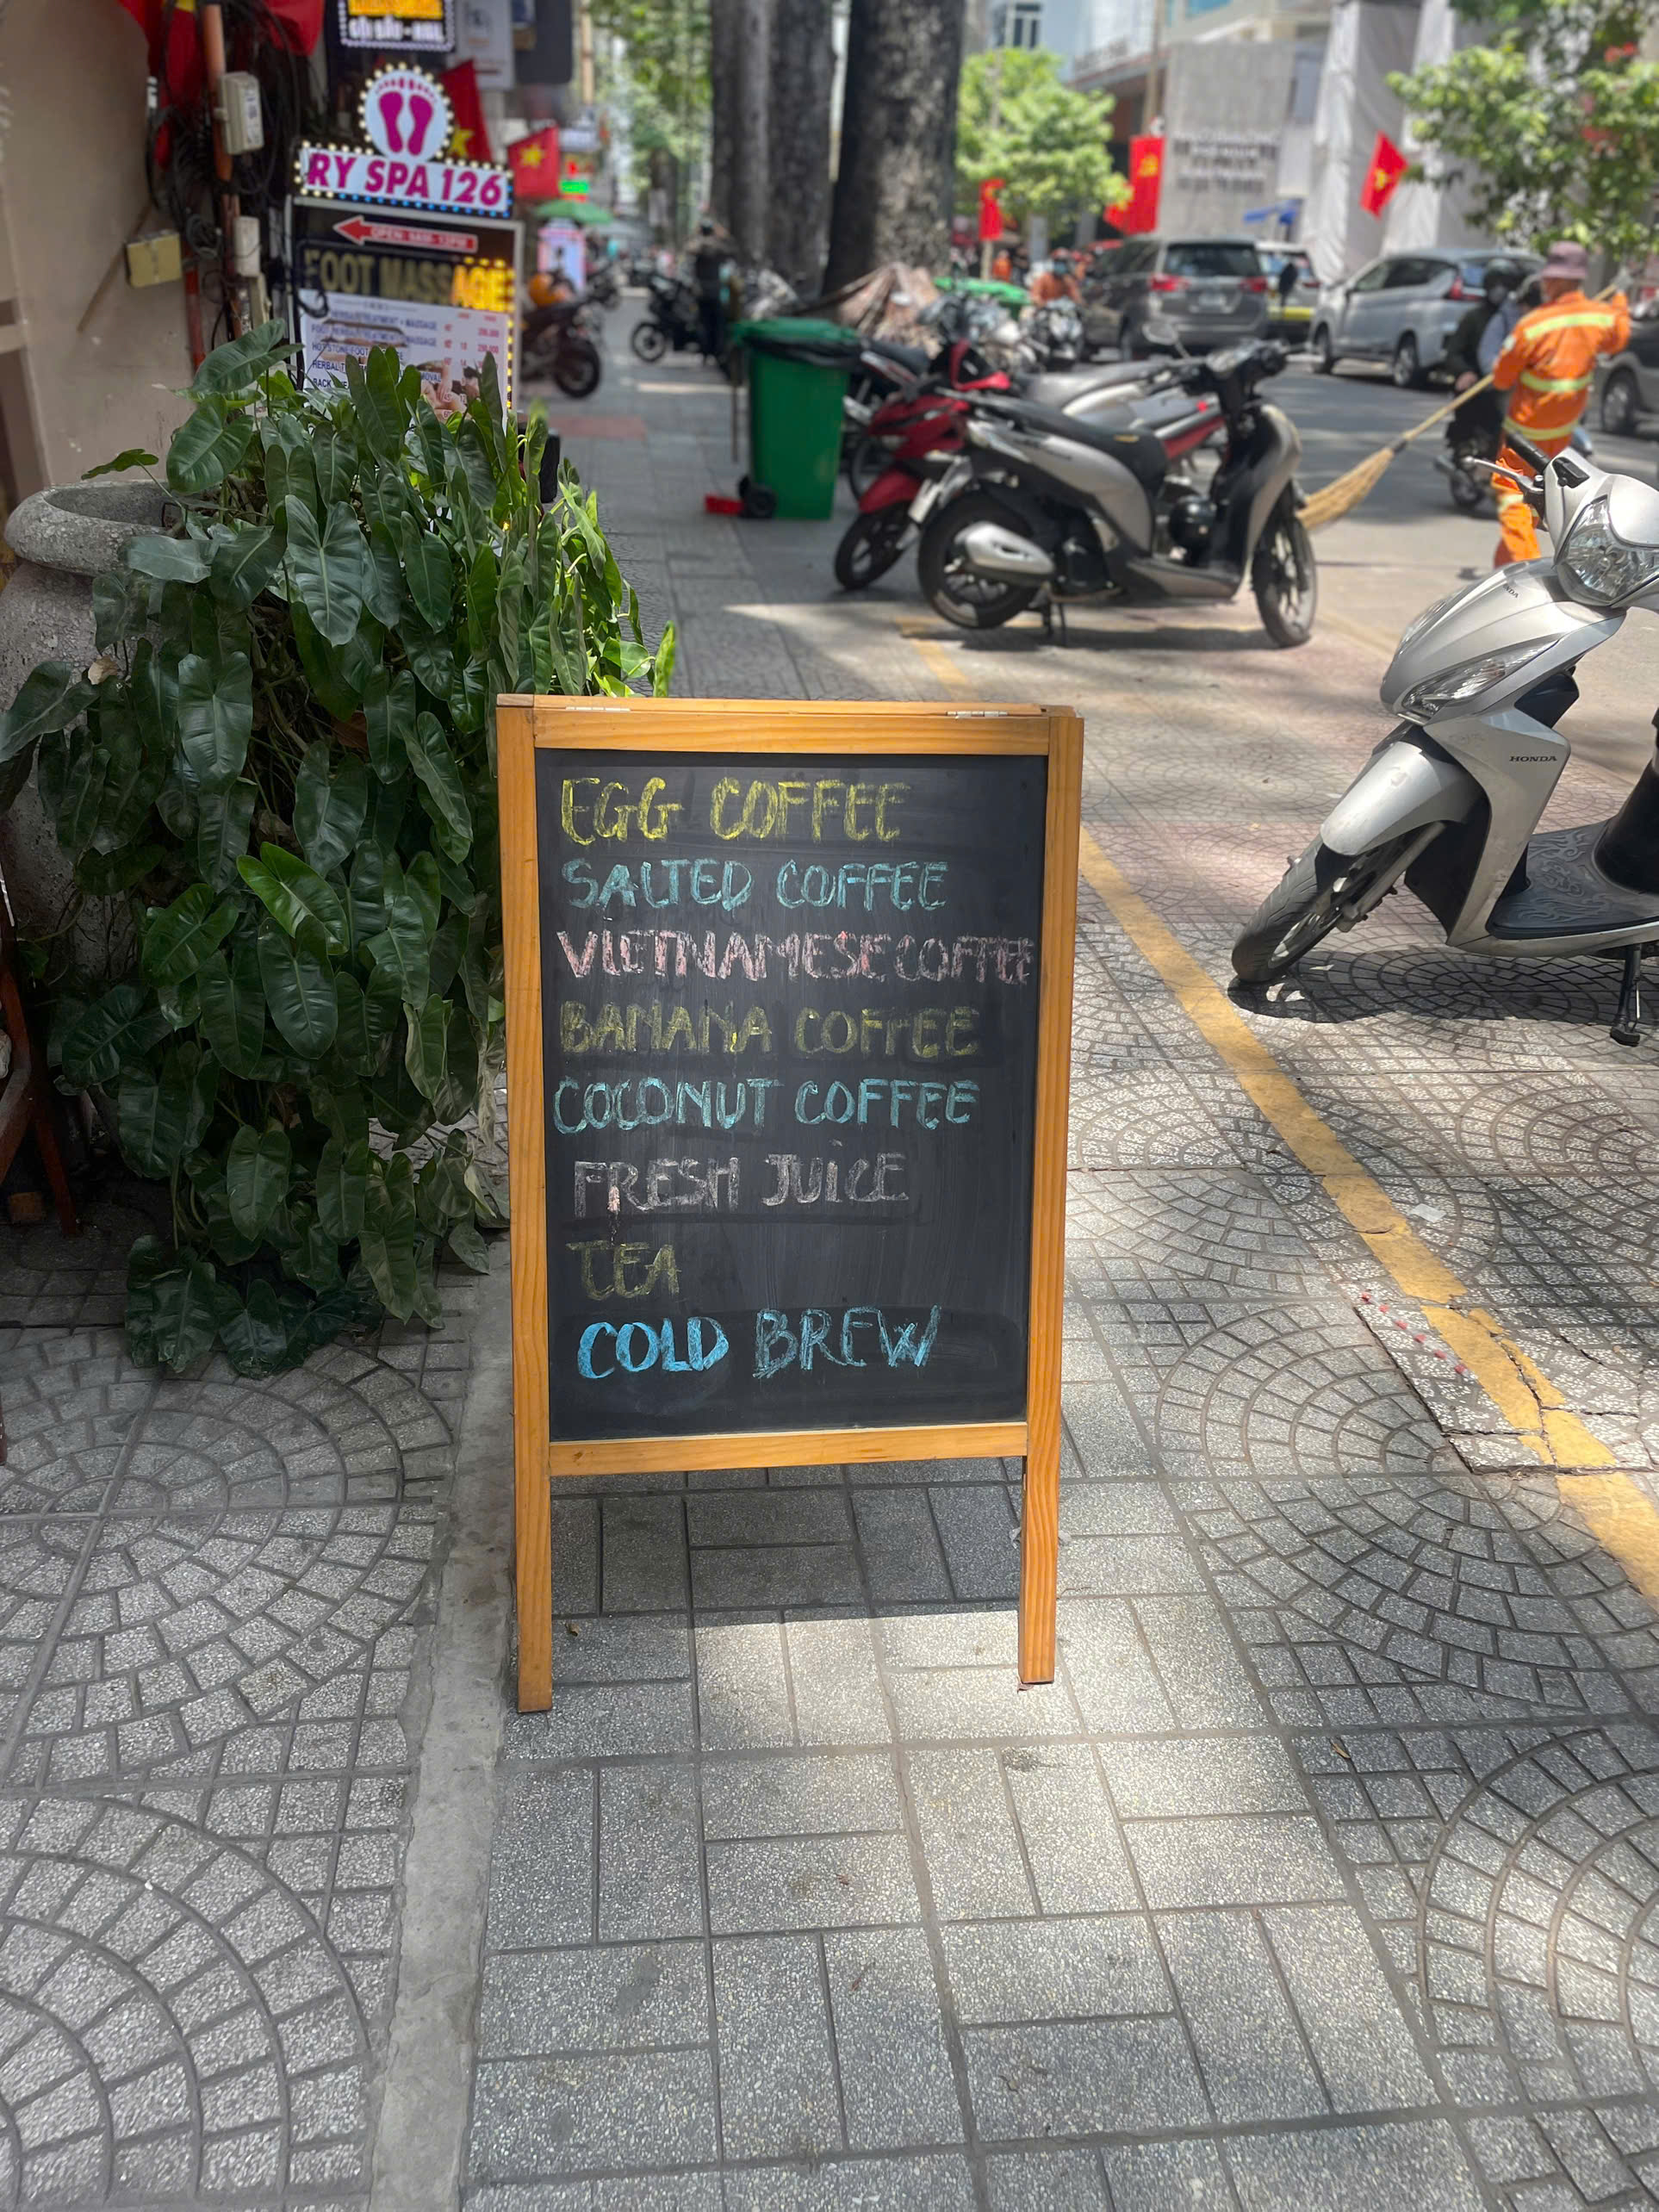 RY SPA 126
FOOT MASSAGE
EGG COFFEE
SALTED COFFEE
VIETNAMESE COFFEE
BANANA COFFEE
COCONUT COFFEE
FRESH JUICE
TEA
COLD BREW
HONDA